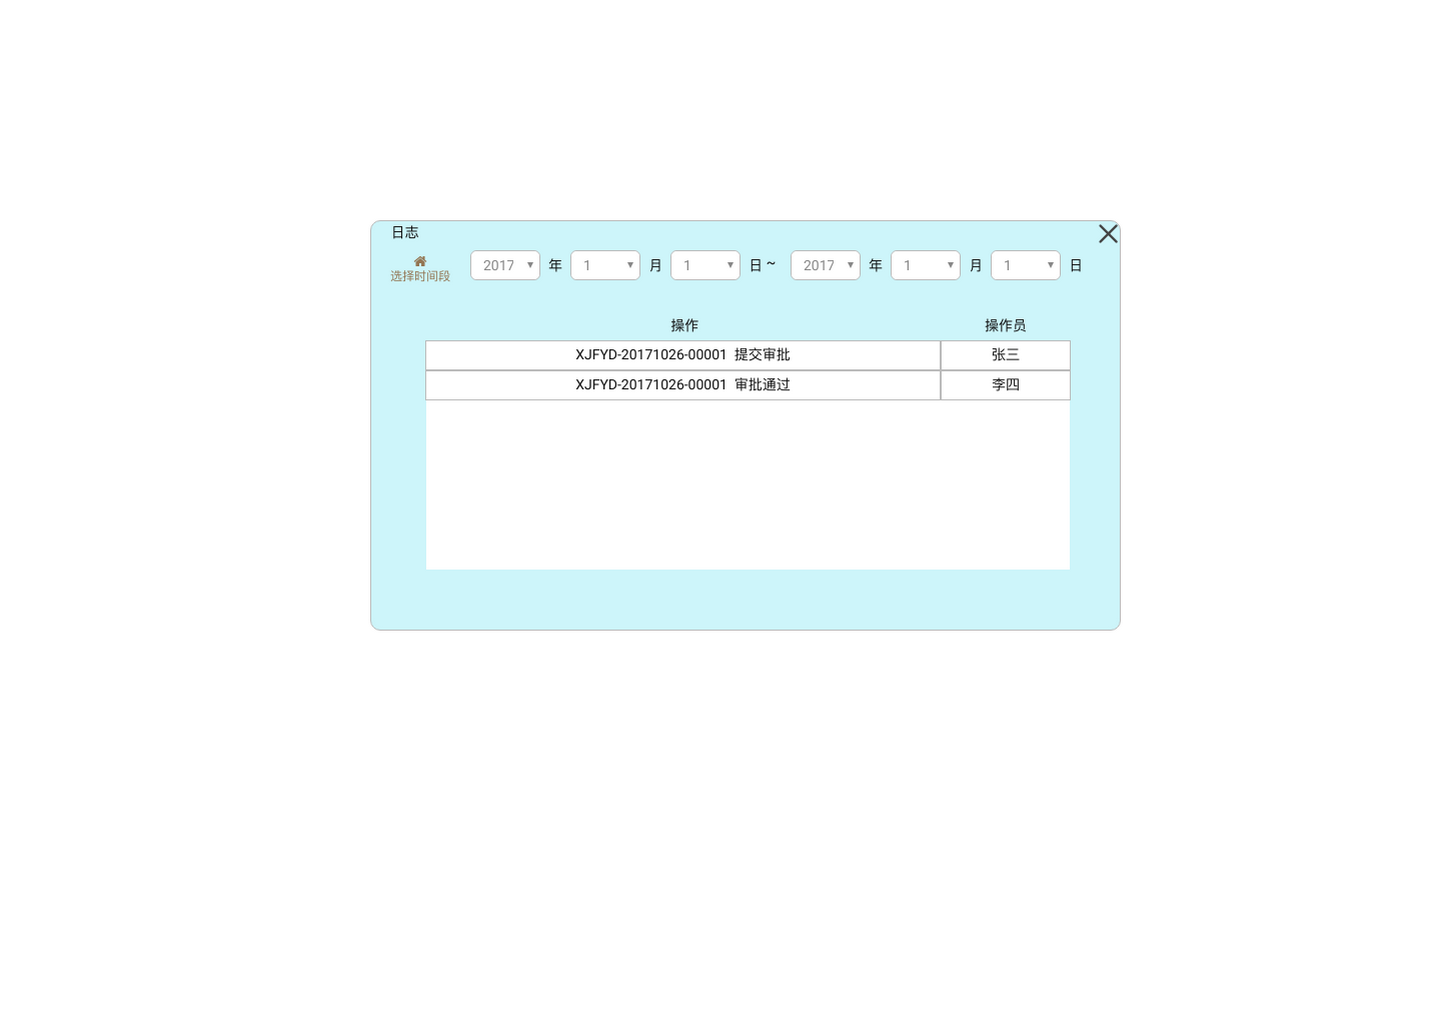 日志
选择时间段
2017 年 1 月 1 日 ~ 2017 年 1 月 1 日
操作 操作员
XJFYD-20171026-00001 提交审批 张三
XJFYD-20171026-00001 审批通过 李四